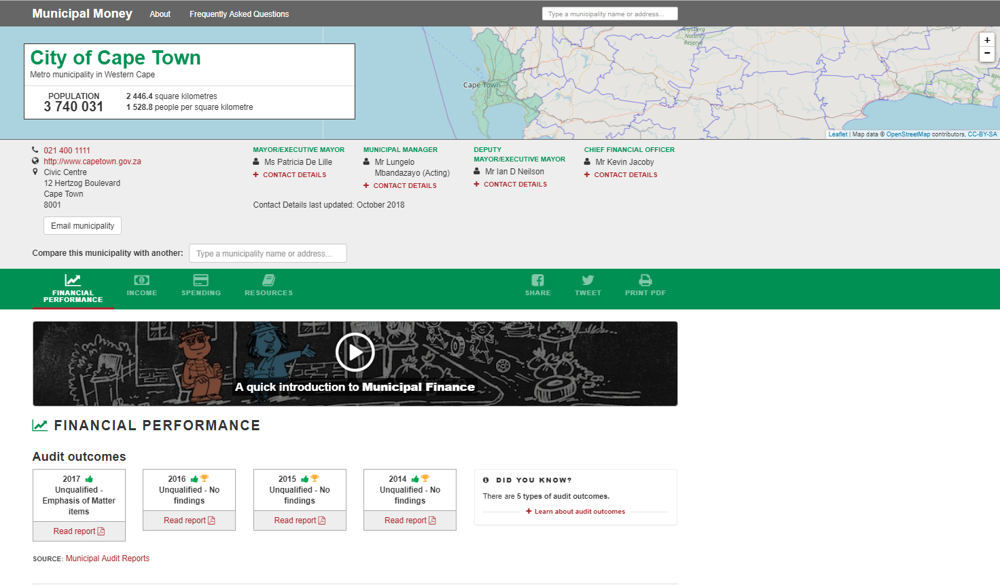 Municipal Money
About
Frequently Asked Questions
Type a municipality name or address...
City of Cape Town
Metro municipality in Western Cape
POPULATION
3 740 031
2 446.4 square kilometres
1 528.8 people per square kilometre
Anysberg
Nature
Reserve
Cape Town
+
−
Leaflet | Map data © OpenStreetMap contributors, CC-BY-SA
021 400 1111
http://www.capetown.gov.za
Civic Centre
12 Hertzog Boulevard
Cape Town
8001
Email municipality
MAYOR/EXECUTIVE MAYOR
Ms Patricia De Lille
+ CONTACT DETAILS
MUNICIPAL MANAGER
Mr Lungelo
Mbandazayo (Acting)
+ CONTACT DETAILS
DEPUTY
MAYOR/EXECUTIVE MAYOR
Mr Ian D Neilson
+ CONTACT DETAILS
CHIEF FINANCIAL OFFICER
Mr Kevin Jacoby
+ CONTACT DETAILS
Contact Details last updated: October 2018
Compare this municipality with another:
Type a municipality name or address...
FINANCIAL
PERFORMANCE
INCOME
SPENDING
RESOURCES
SHARE
TWEET
PRINT PDF
A quick introduction to Municipal Finance
FINANCIAL PERFORMANCE
Audit outcomes
2017
Unqualified -
Emphasis of Matter
items
Read report
2016
Unqualified - No
findings
Read report
2015
Unqualified - No
findings
Read report
2014
Unqualified - No
findings
Read report
DID YOU KNOW?
There are 5 types of audit outcomes.
+ Learn about audit outcomes
SOURCE: Municipal Audit Reports